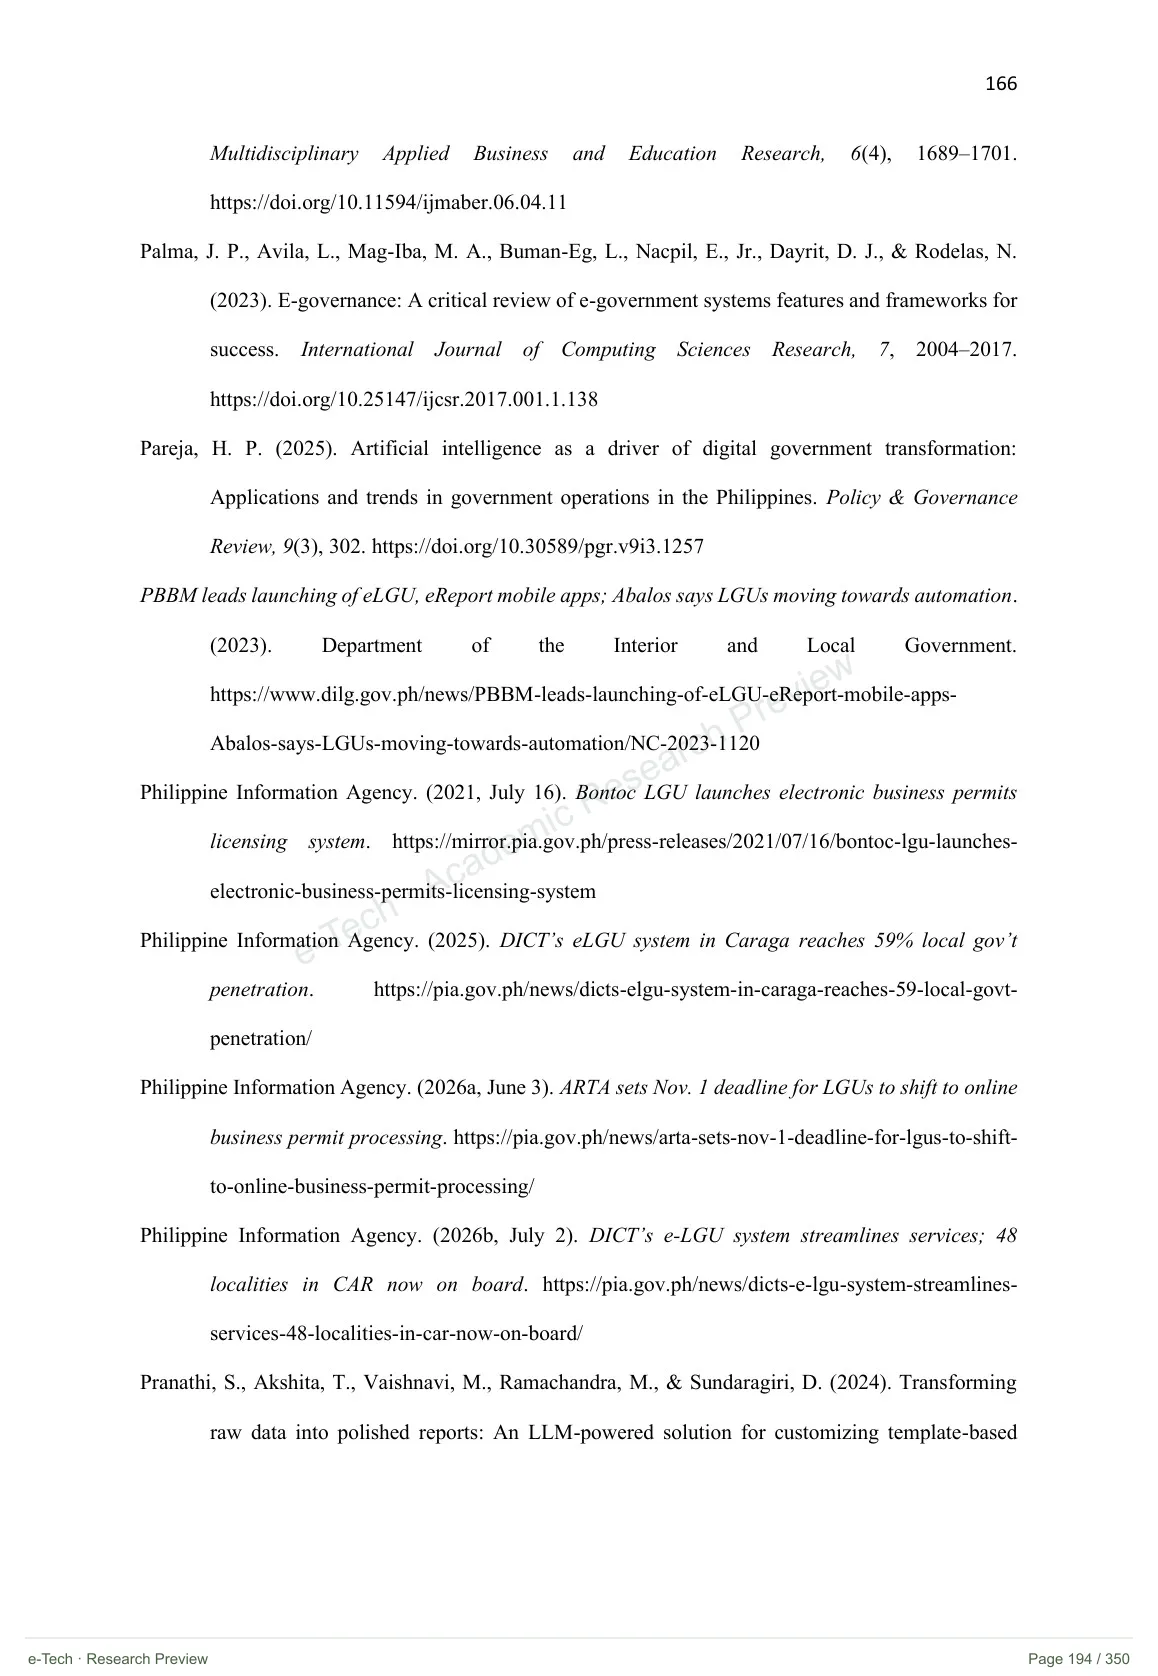 166
Multidisciplinary Applied Business and Education Research, 6(4), 1689–1701.
https://doi.org/10.11594/ijmaber.06.04.11
Palma, J. P., Avila, L., Mag-Iba, M. A., Buman-Eg, L., Nacpil, E., Jr., Dayrit, D. J., & Rodelas, N.
(2023). E-governance: A critical review of e-government systems features and frameworks for
success. International Journal of Computing Sciences Research, 7, 2004–2017.
https://doi.org/10.25147/ijcsr.2017.001.1.138
Pareja, H. P. (2025). Artificial intelligence as a driver of digital government transformation:
Applications and trends in government operations in the Philippines. Policy & Governance
Review, 9(3), 302. https://doi.org/10.30589/pgr.v9i3.1257
PBBM leads launching of eLGU, eReport mobile apps; Abalos says LGUs moving towards automation.
(2023). Department of the Interior and Local Government.
https://www.dilg.gov.ph/news/PBBM-leads-launching-of-eLGU-eReport-mobile-apps-
Abalos-says-LGUs-moving-towards-automation/NC-2023-1120
Philippine Information Agency. (2021, July 16). Bontoc LGU launches electronic business permits
licensing system. https://mirror.pia.gov.ph/press-releases/2021/07/16/bontoc-lgu-launches-
electronic-business-permits-licensing-system
Philippine Information Agency. (2025). DICT’s eLGU system in Caraga reaches 59% local gov’t
penetration. https://pia.gov.ph/news/dicts-elgu-system-in-caraga-reaches-59-local-govt-
penetration/
Philippine Information Agency. (2026a, June 3). ARTA sets Nov. 1 deadline for LGUs to shift to online
business permit processing. https://pia.gov.ph/news/arta-sets-nov-1-deadline-for-lgus-to-shift-
to-online-business-permit-processing/
Philippine Information Agency. (2026b, July 2). DICT’s e-LGU system streamlines services; 48
localities in CAR now on board. https://pia.gov.ph/news/dicts-e-lgu-system-streamlines-
services-48-localities-in-car-now-on-board/
Pranathi, S., Akshita, T., Vaishnavi, M., Ramachandra, M., & Sundaragiri, D. (2024). Transforming
raw data into polished reports: An LLM-powered solution for customizing template-based
e-Tech · Academic Research Preview
e-Tech · Research Preview
Page 194 / 350